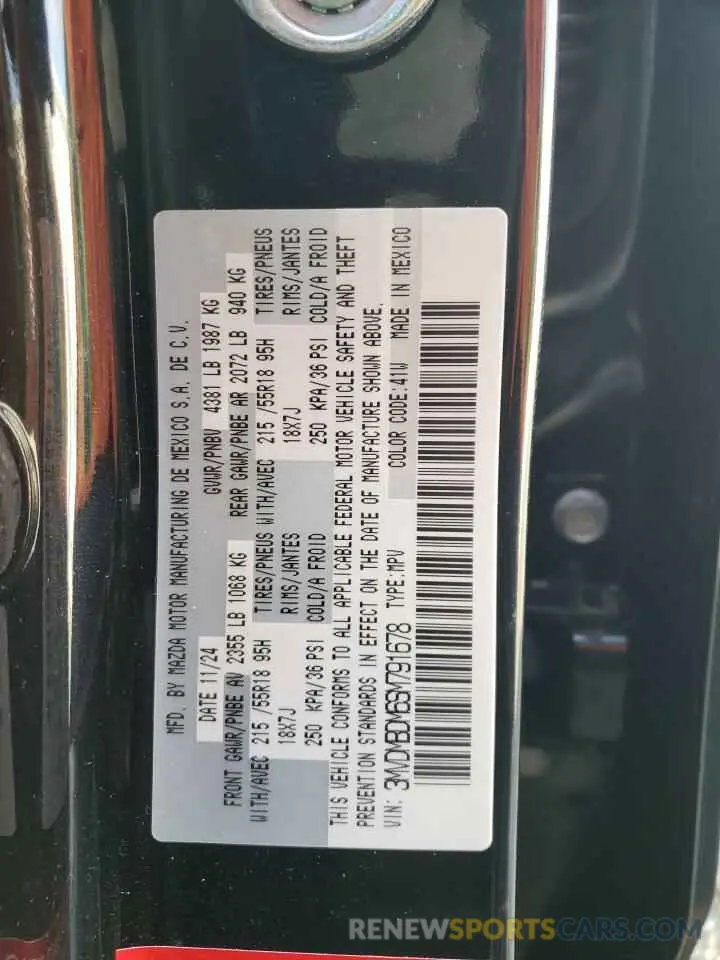 MFD. BY MAZDA MOTOR MANUFACTURING DE MEXICO S.A. DE C.V.
DATE 11/24 GVWR/PNBV 4381 LB 1987 KG
FRONT GAWR/PNBE AV 2355 LB 1068 KG REAR GAWR/PNBE AR 2072 LB 940 KG
WITH/AVEC 215 /55R18 95H TIRES/PNEUS WITH/AVEC 215 /55R18 95H TIRES/PNEUS
18X7J RIMS/JANTES 18X7J RIMS/JANTES
250 KPA/36 PSI COLD/A FROID 250 KPA/36 PSI COLD/A FROID
THIS VEHICLE CONFORMS TO ALL APPLICABLE FEDERAL MOTOR VEHICLE SAFETY AND THEFT
PREVENTION STANDARDS IN EFFECT ON THE DATE OF MANUFACTURE SHOWN ABOVE.
VIN: 3MVDMBDM6SM791678 TYPE:MPV COLOR CODE:41W MADE IN MEXICO
RENEWSPORTSCARS.COM